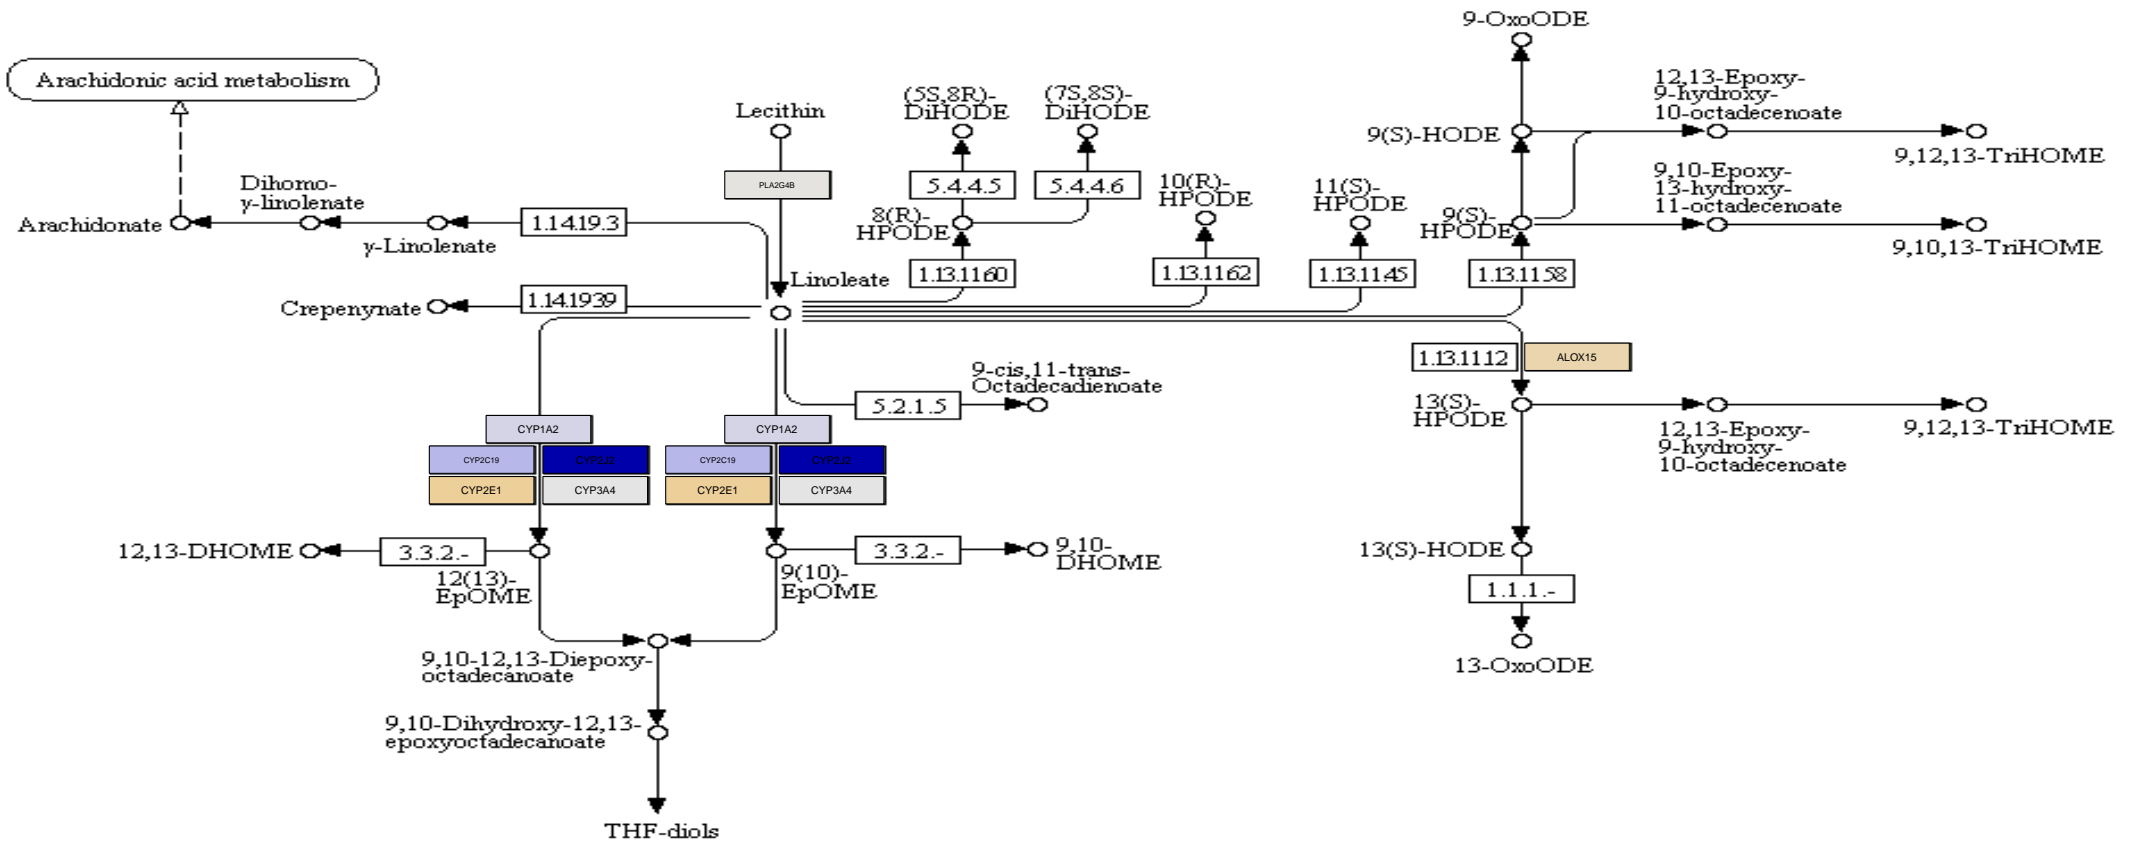 9-OxoODE
Arachidonic acid metabolism
Lecithin
(5S,8R)-
DiHODE
(7S,8S)-
DiHODE
12,13-Epoxy-
9-hydroxy-
10-octadecenoate
9(S)-HODE
9,12,13-TriHOME
PLA2G4B
5.4.4.5
5.4.4.6
10(R)-
HPODE
11(S)-
HPODE
9,10-Epoxy-
13-hydroxy-
11-octadecenoate
Dihomo-
γ-linolenate
Arachidonate
γ-Linolenate
1.14.19.3
8(R)-
HPODE
9(S)-
HPODE
9,10,13-TriHOME
Linoleate
1.13.11.60
1.13.11.62
1.13.11.45
1.13.11.58
Crepenynate
1.14.19.39
1.13.11.12
ALOX15
9-cis,11-trans-
Octadecadienoate
5.2.1.5
13(S)-
HPODE
12,13-Epoxy-
9-hydroxy-
10-octadecenoate
9,12,13-TriHOME
CYP1A2
CYP2C19
CYP2J2
CYP2E1
CYP3A4
CYP1A2
CYP2C19
CYP2J2
CYP2E1
CYP3A4
12,13-DHOME
3.3.2.-
12(13)-
EpOME
9(10)-
EpOME
3.3.2.-
9,10-
DHOME
13(S)-HODE
1.1.1.-
13-OxoODE
9,10-12,13-Diepoxy-
octadecanoate
9,10-Dihydroxy-12,13-
epoxyoctadecanoate
THF-diols